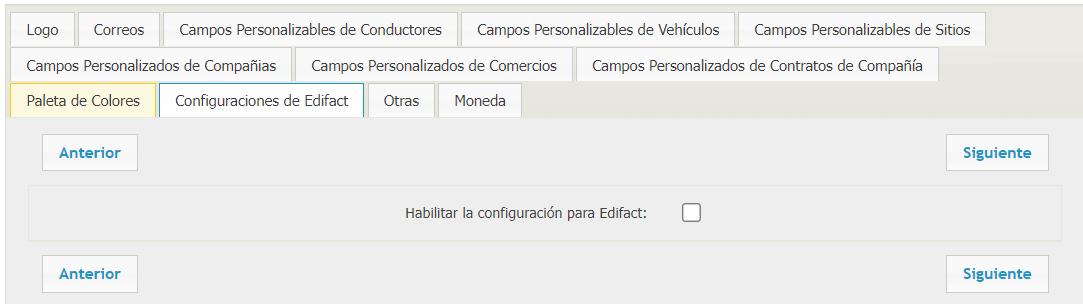 Logo Correos Campos Personalizables de Conductores Campos Personalizables de Vehículos Campos Personalizables de Sitios
Campos Personalizados de Compañias Campos Personalizados de Comercios Campos Personalizados de Contratos de Compañía
Paleta de Colores Configuraciones de Edifact Otras Moneda
Anterior Siguiente
Habilitar la configuración para Edifact:
Anterior Siguiente